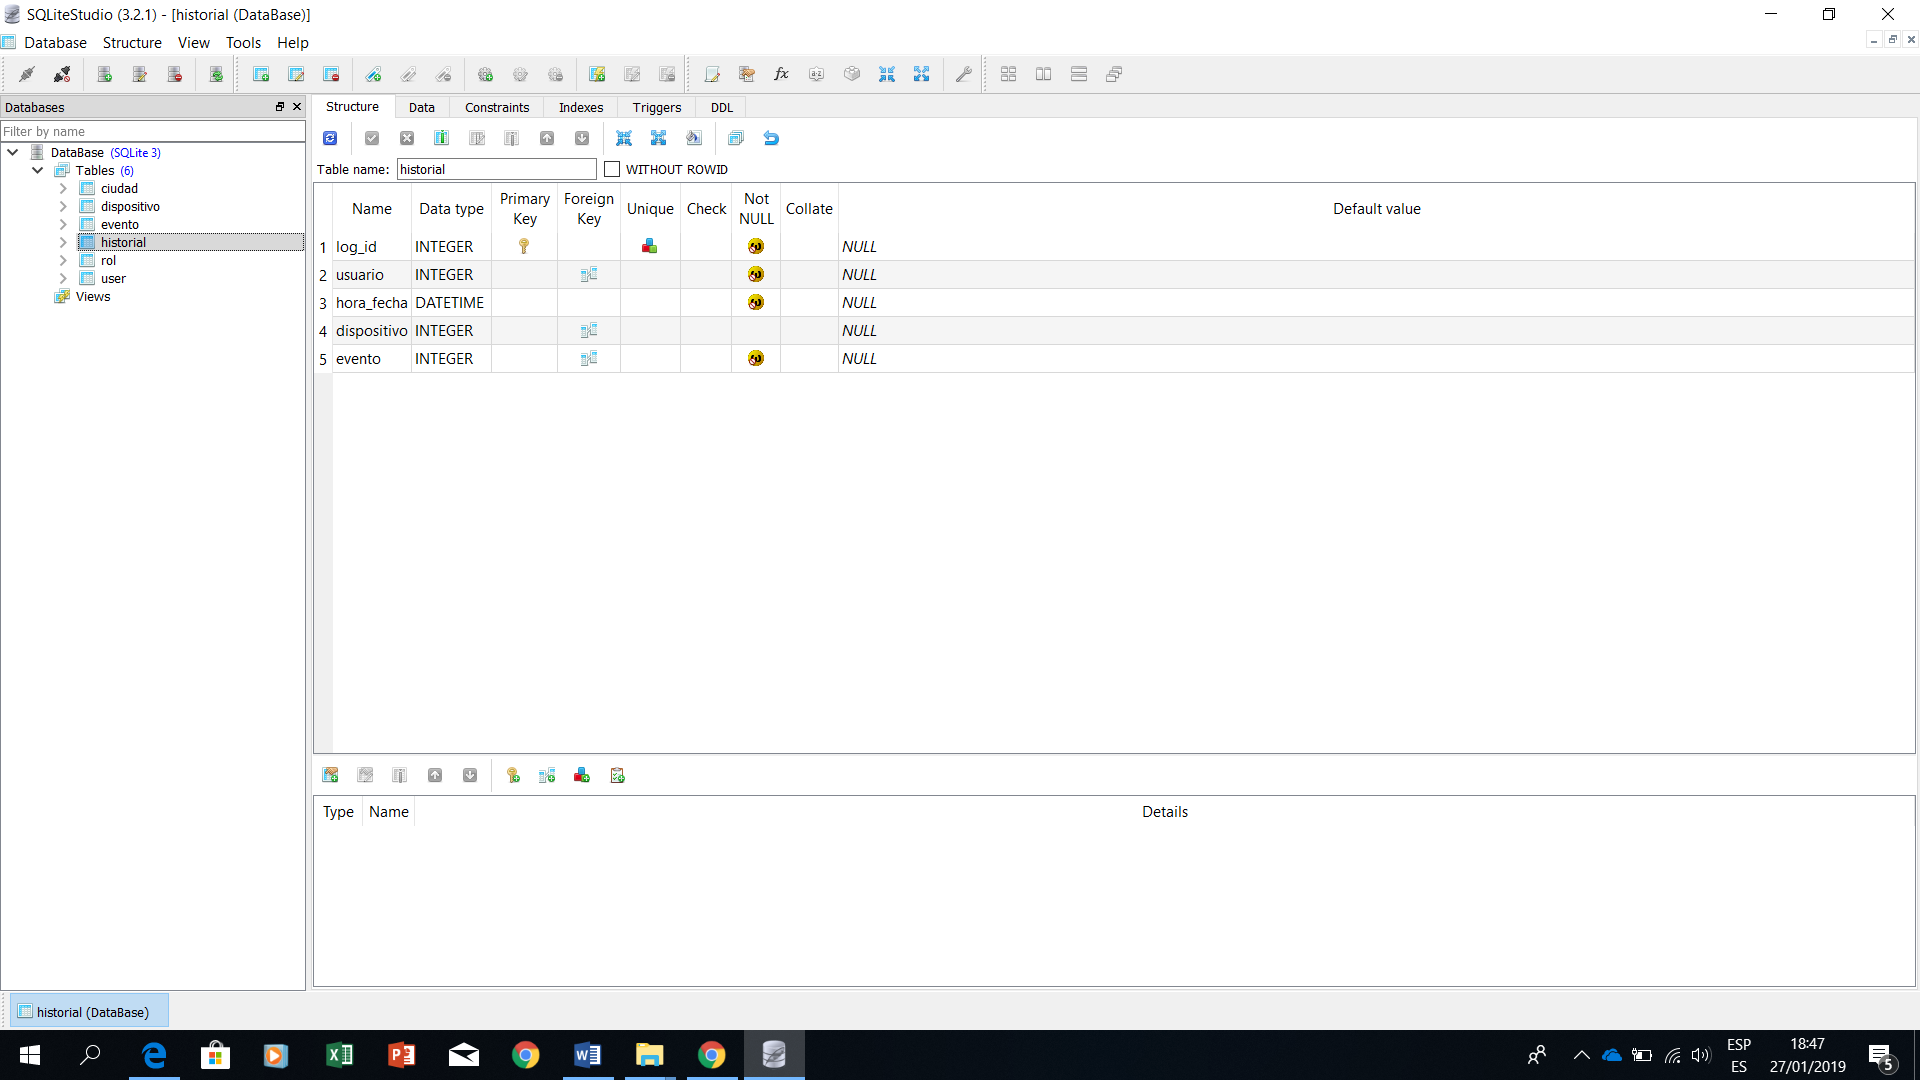 SQLiteStudio (3.2.1) - [historial (DataBase)]
Database Structure View Tools Help
Databases
Filter by name
DataBase (SQLite 3)
Tables (6)
ciudad
dispositivo
evento
historial
rol
user
Views
Structure Data Constraints Indexes Triggers DDL
Table name: historial WITHOUT ROWID
Name Data type Primary Key Foreign Key Unique Check Not NULL Collate Default value
1 log_id INTEGER NULL
2 usuario INTEGER NULL
3 hora_fecha DATETIME NULL
4 dispositivo INTEGER NULL
5 evento INTEGER NULL
Type Name Details
historial (DataBase)
ESP
ES
18:47
27/01/2019
5